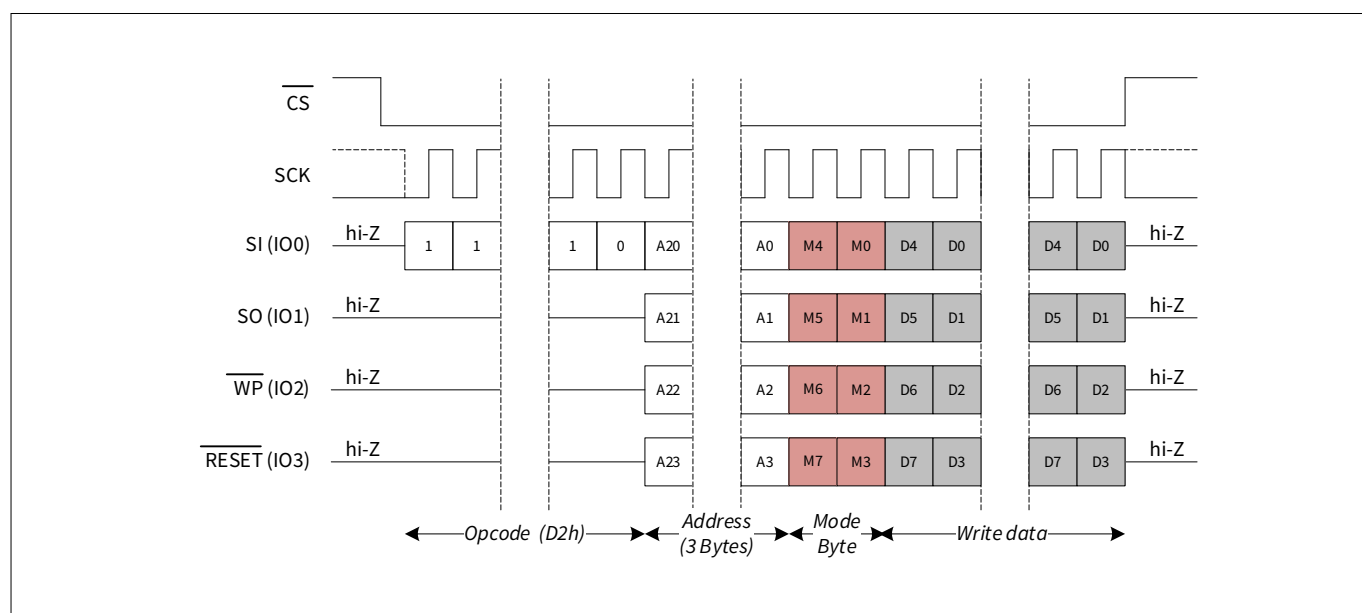 CS
SCK
SI (IO0) hi-Z 1 1 1 0 A20 A0 M4 M0 D4 D0 D4 D0 hi-Z
SO (IO1) hi-Z A21 A1 M5 M1 D5 D1 D5 D1 hi-Z
WP (IO2) hi-Z A22 A2 M6 M2 D6 D2 D6 D2 hi-Z
RESET (IO3) hi-Z A23 A3 M7 M3 D7 D3 D7 D3 hi-Z
Opcode (D2h) Address Mode Write data
(3 Bytes) Byte